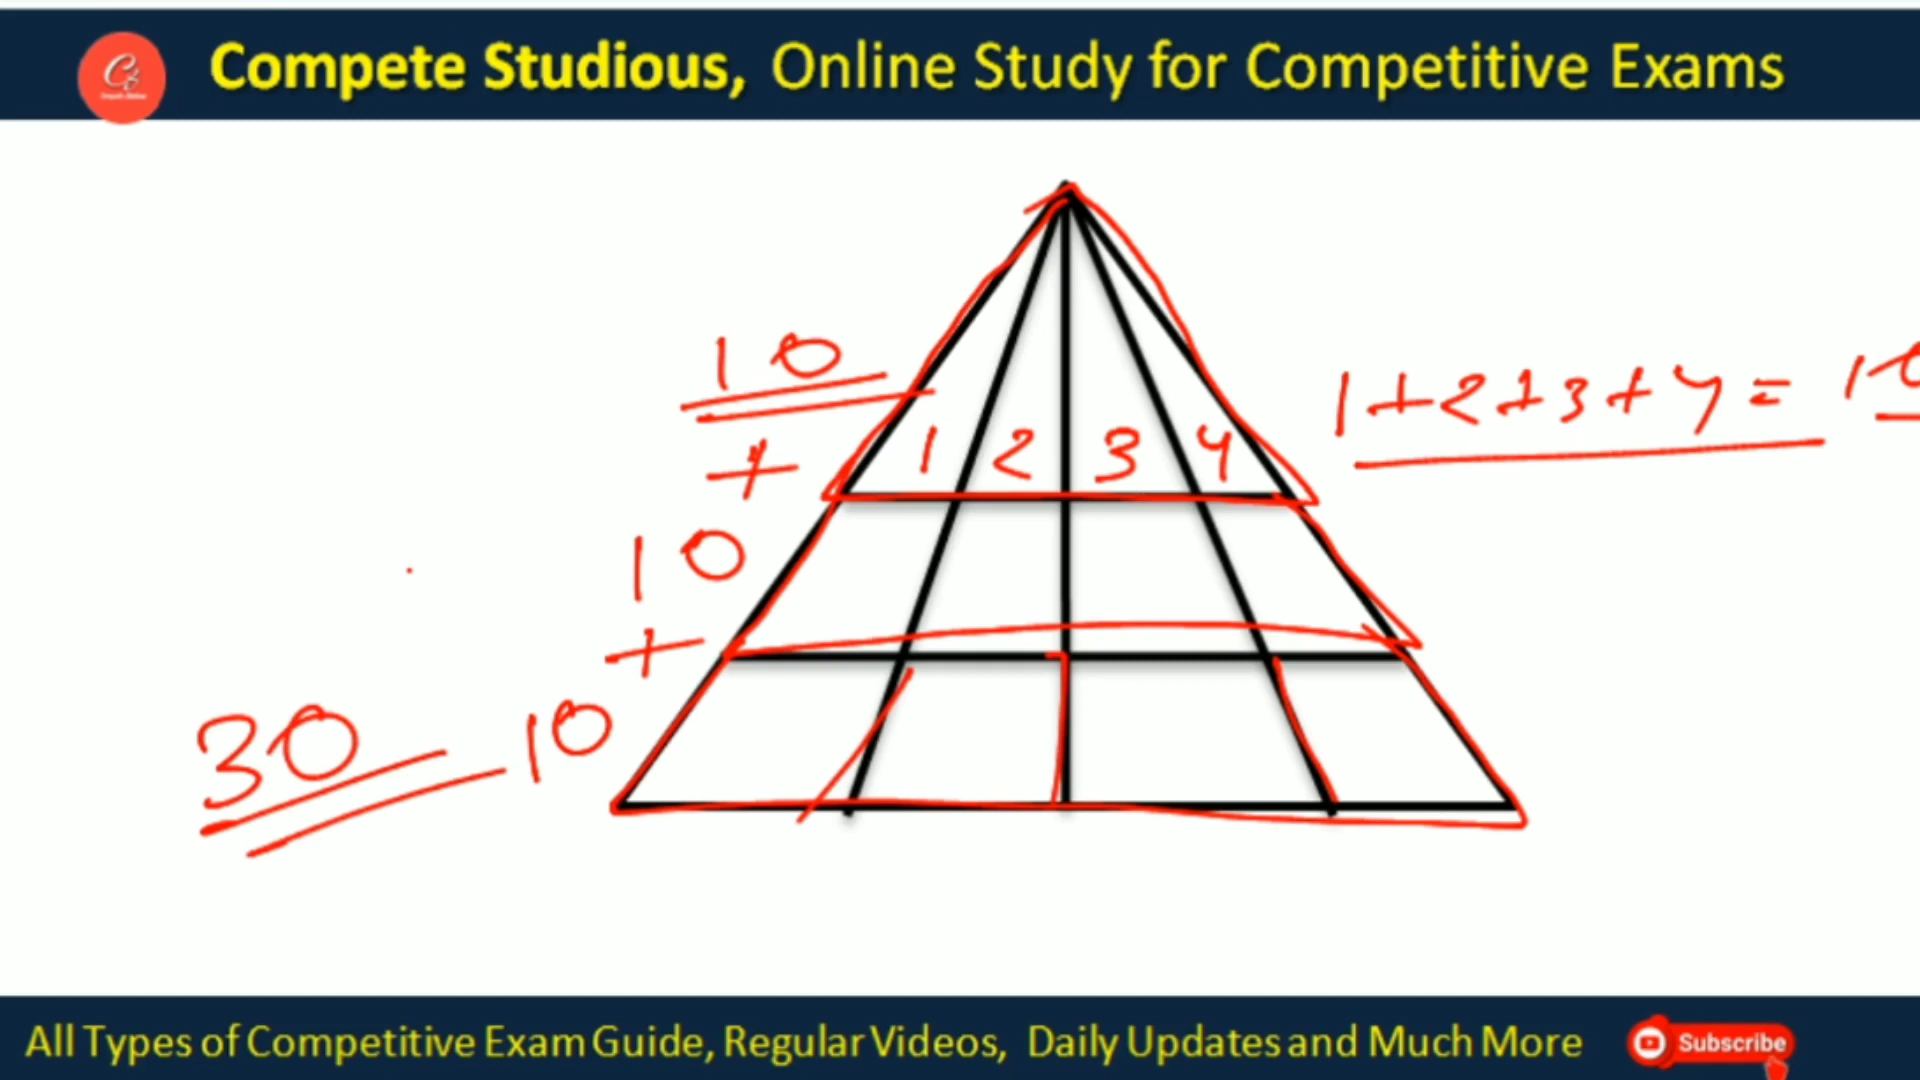 Compete Studious, Online Study for Competitive Exams
10
+
10
+
10
30
1 2 3 4
1+2+3+4=10
All Types of Competitive Exam Guide, Regular Videos, Daily Updates and Much More
Subscribe